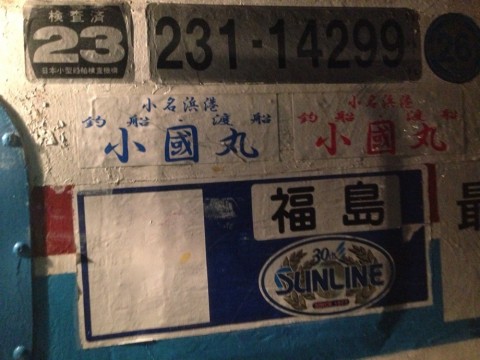 検査済
23
日本小型船舶検査機構
231-14299
26
小名浜港
釣船・渡船
小國丸
小名浜港
釣船・渡船
小國丸
福島
最
30th
SUNLINE